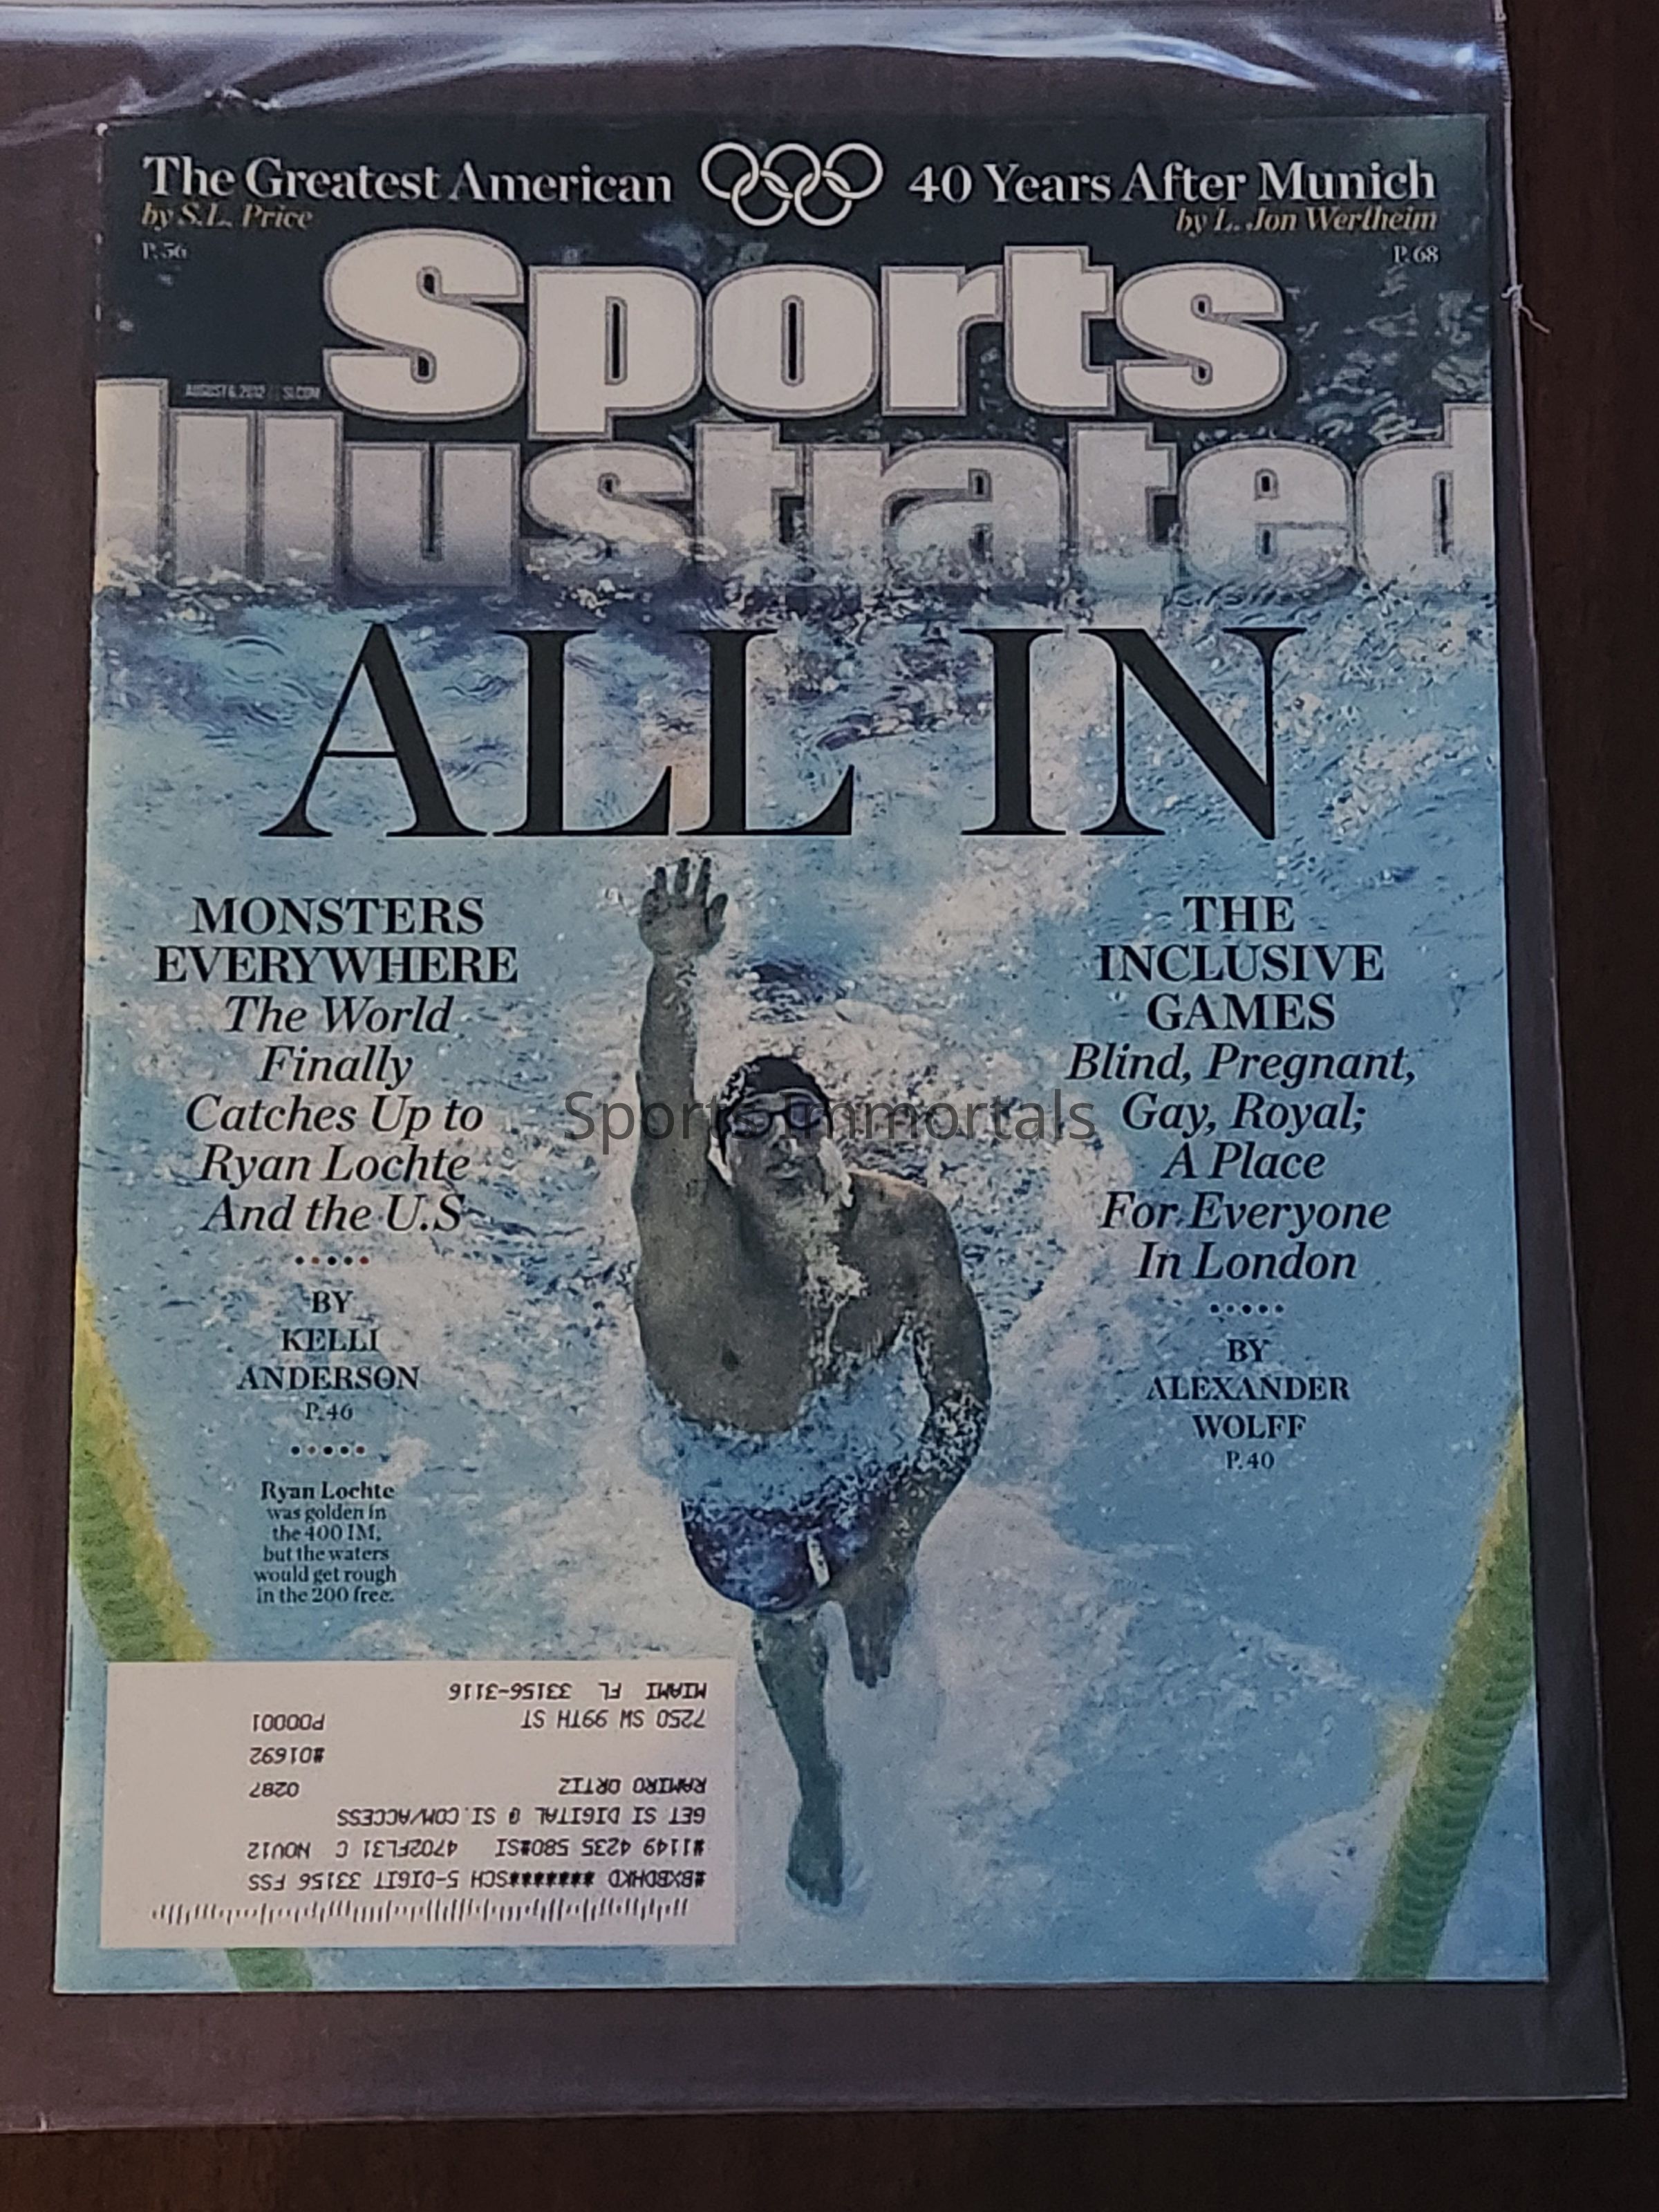 The Greatest American
by S.L. Price
P. 56
40 Years After Munich
by L. Jon Wertheim
P. 68
Sports
AUGUST 6, 2012 | SI.COM
Illustrated
ALL IN
MONSTERS
EVERYWHERE
The World
Finally
Catches Up to
Ryan Lochte
And the U.S
BY
KELLI
ANDERSON
P. 46
Ryan Lochte
was golden in
the 400 IM,
but the waters
would get rough
in the 200 free.
THE
INCLUSIVE
GAMES
Blind, Pregnant,
Gay, Royal;
A Place
For Everyone
In London
BY
ALEXANDER
WOLFF
P. 40
Sports Immortals
#BXBDHKD *******SCH 5-DIGIT 33156 FSS
#1149 4235 580#SI 4702FL31 C NOV12
GET SI DIGITAL @ SI.COM/ACCESS
RAMIRO ORTIZ 0287
#01692
7250 SW 99TH ST P00001
MIAMI FL 33156-3116